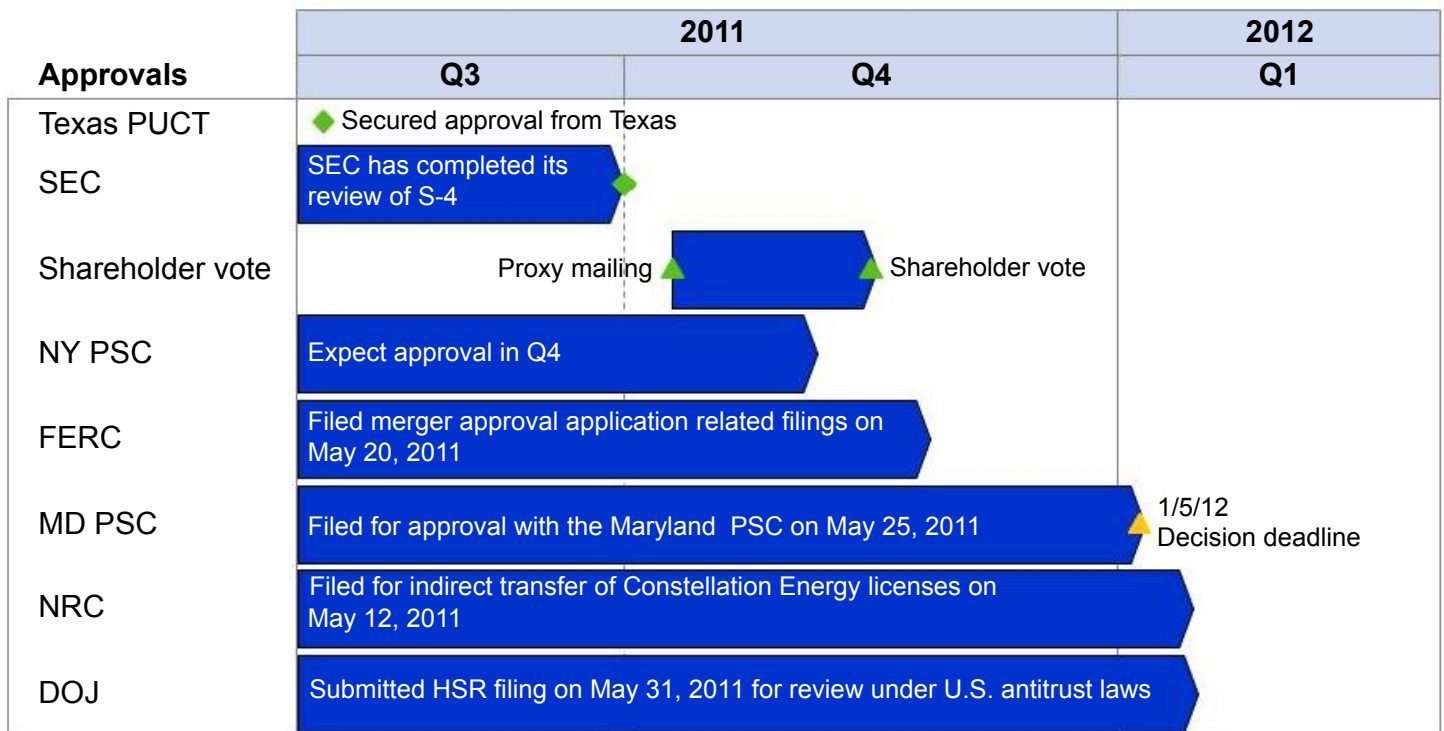 2011
2012
Approvals
Q3
Q4
Q1
Texas PUCT
Secured approval from Texas
SEC
SEC has completed its
review of S-4
Shareholder vote
Proxy mailing
Shareholder vote
NY PSC
Expect approval in Q4
FERC
Filed merger approval application related filings on
May 20, 2011
MD PSC
Filed for approval with the Maryland  PSC on May 25, 2011
1/5/12
Decision deadline
NRC
Filed for indirect transfer of Constellation Energy licenses on
May 12, 2011
DOJ
Submitted HSR filing on May 31, 2011 for review under U.S. antitrust laws